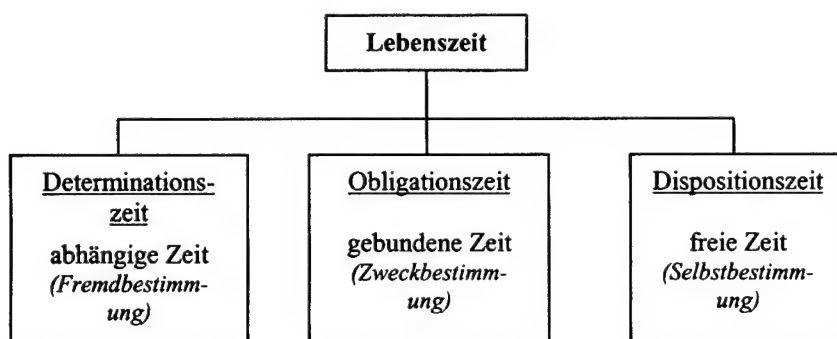 Lebenszeit
Determinations-
zeit
abhängige Zeit
(Fremdbestimm-
ung)
Obligationszeit
gebundene Zeit
(Zweckbestimm-
ung)
Dispositionszeit
freie Zeit
(Selbstbestimm-
ung)